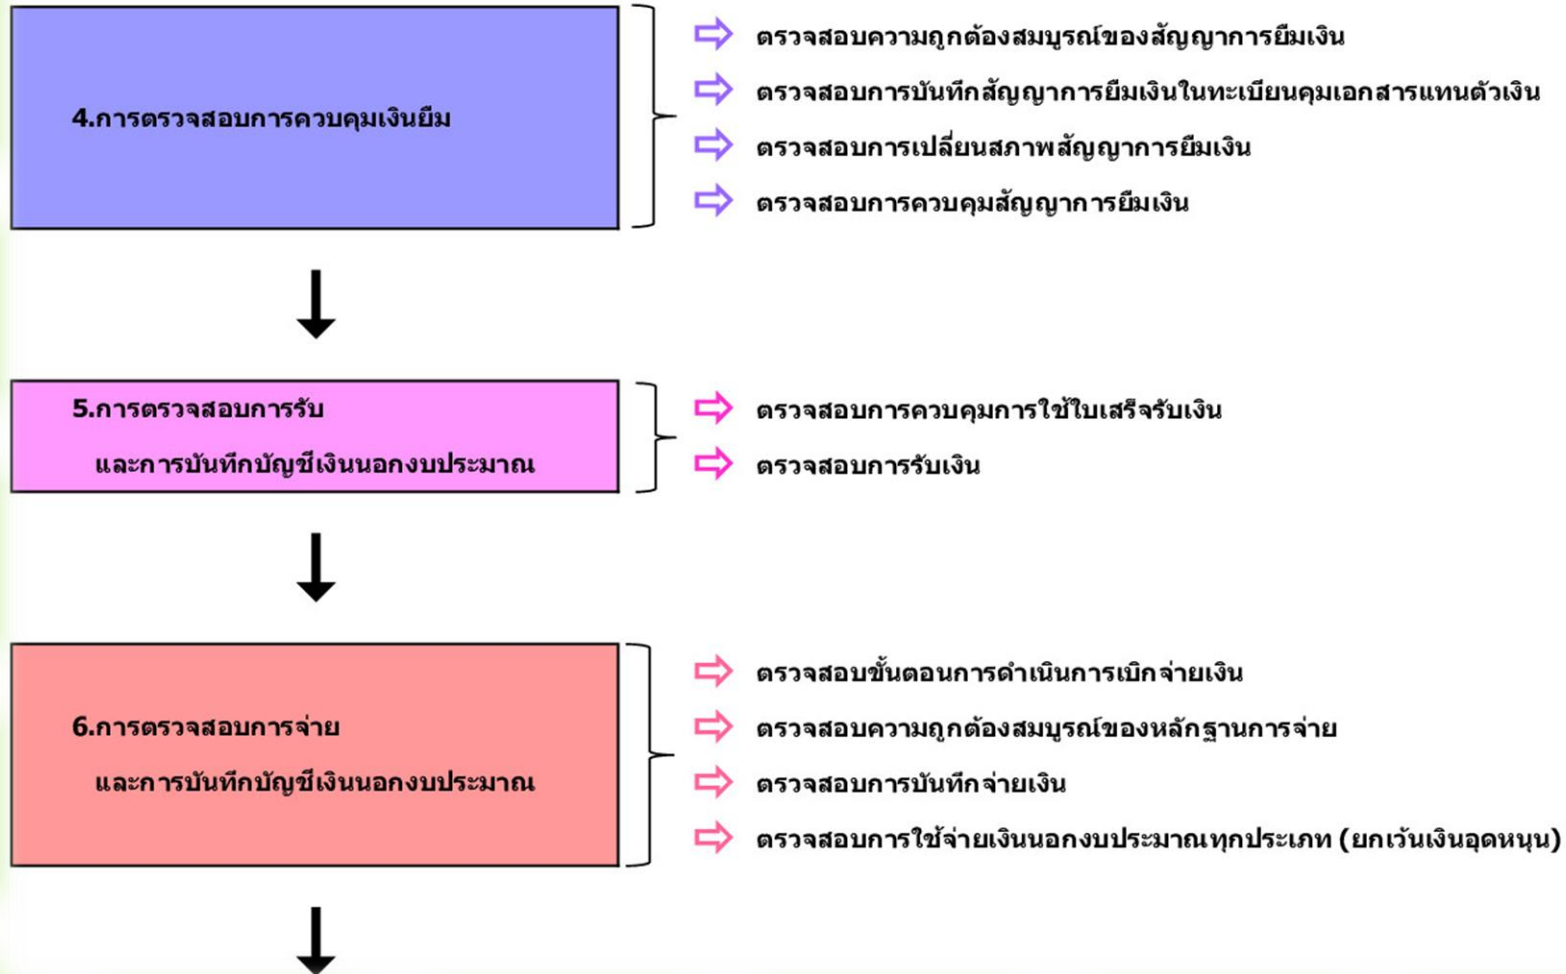 4.การตรวจสอบการควบคุมเงินยืม
ตรวจสอบความถูกต้องสมบูรณ์ของสัญญาการยืมเงิน
ตรวจสอบการบันทึกสัญญาการยืมเงินในทะเบียนคุมเอกสารแทนตัวเงิน
ตรวจสอบการเปลี่ยนสภาพสัญญาการยืมเงิน
ตรวจสอบการควบคุมสัญญาการยืมเงิน
5.การตรวจสอบการรับ
และการบันทึกบัญชีเงินนอกงบประมาณ
ตรวจสอบการควบคุมการใช้ใบเสร็จรับเงิน
ตรวจสอบการรับเงิน
6.การตรวจสอบการจ่าย
และการบันทึกบัญชีเงินนอกงบประมาณ
ตรวจสอบขั้นตอนการดำเนินการเบิกจ่ายเงิน
ตรวจสอบความถูกต้องสมบูรณ์ของหลักฐานการจ่าย
ตรวจสอบการบันทึกจ่ายเงิน
ตรวจสอบการใช้จ่ายเงินนอกงบประมาณทุกประเภท (ยกเว้นเงินอุดหนุน)